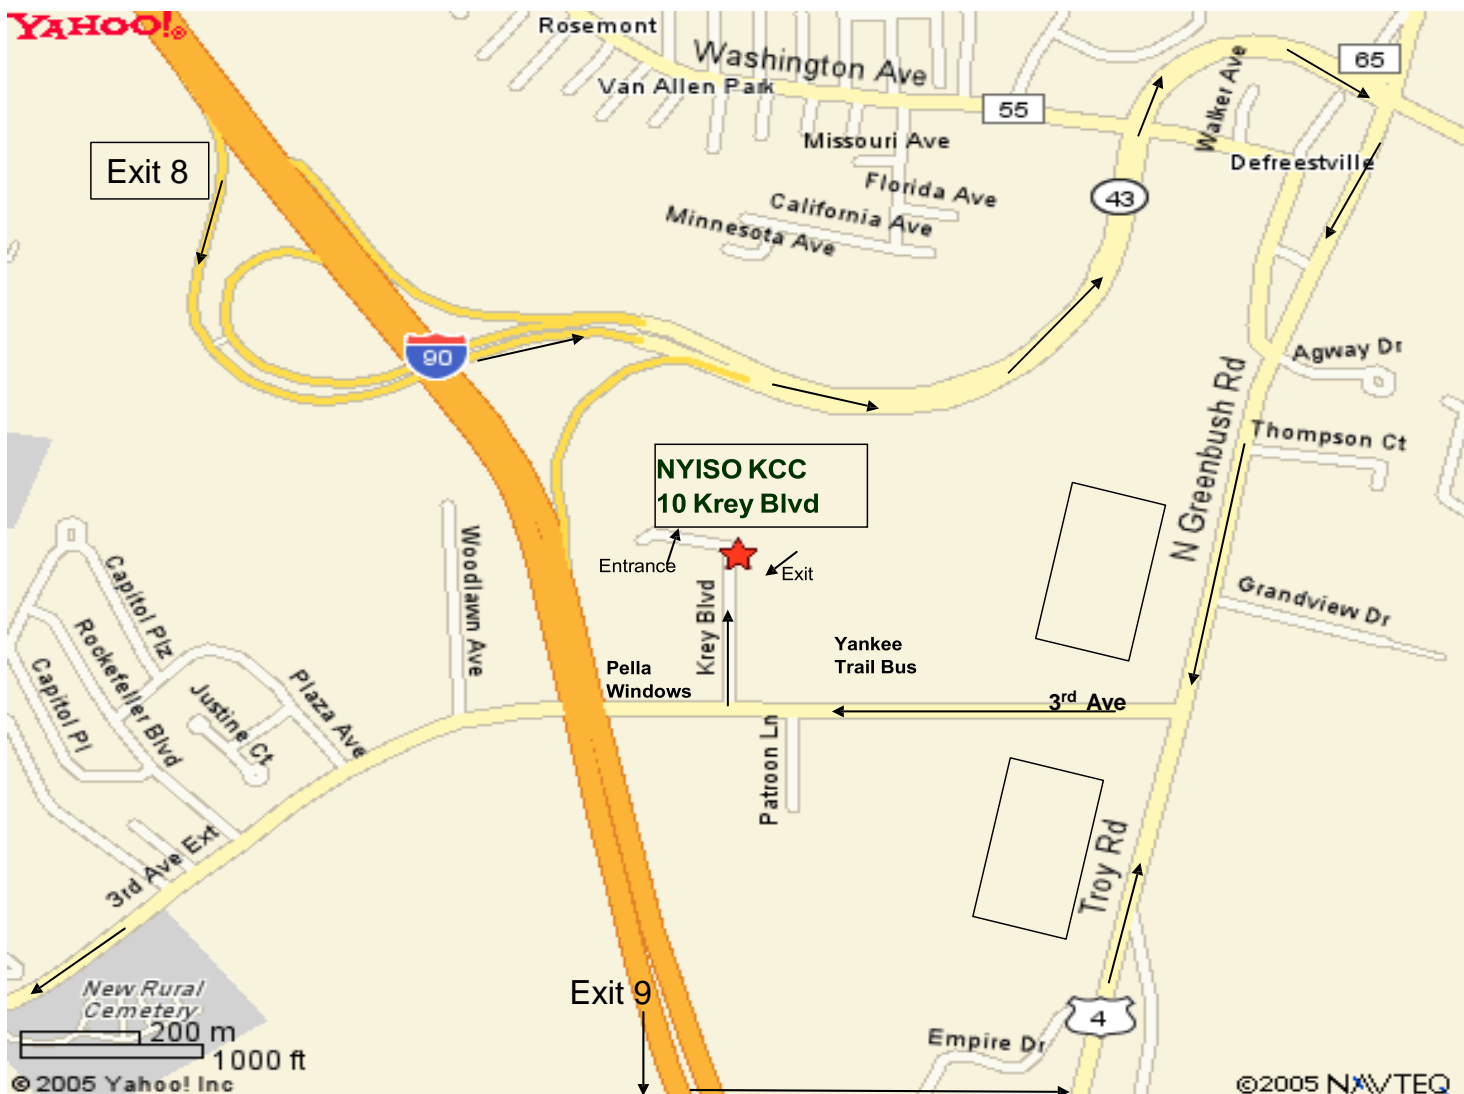 YAHOO!®
Rosemont
Washington Ave
65
Van Allen Park
55
Walker Ave
Missouri Ave
Defreestville
Exit 8
Florida Ave
43
California Ave
Minnesota Ave
90
Agway Dr
N Greenbush Rd
Thompson Ct
NYISO KCC
10 Krey Blvd
Entrance
Exit
Woodlawn Ave
Capitol Plz
Krey Blvd
Grandview Dr
Rockefeller Blvd
Capitol Pl
Justine Ct
Plaza Ave
Pella
Windows
Yankee
Trail Bus
3rd Ave
Patroon Ln
3rd Ave Ext
Troy Rd
New Rural
Cemetery
Exit 9
4
Empire Dr
200 m
1000 ft
© 2005 Yahoo! Inc
©2005 NAVTEQ